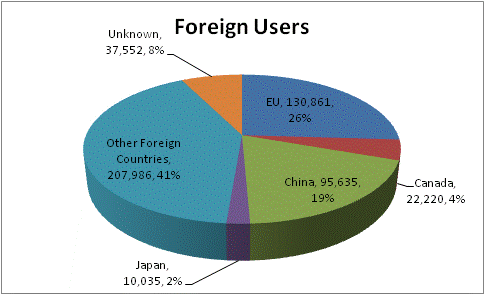 Foreign Users
Unknown,
37,552, 8%
EU, 130,861,
26%
Other Foreign
Countries,
207,986, 41%
China, 95,635,
19%
Canada,
22,220, 4%
Japan,
10,035, 2%